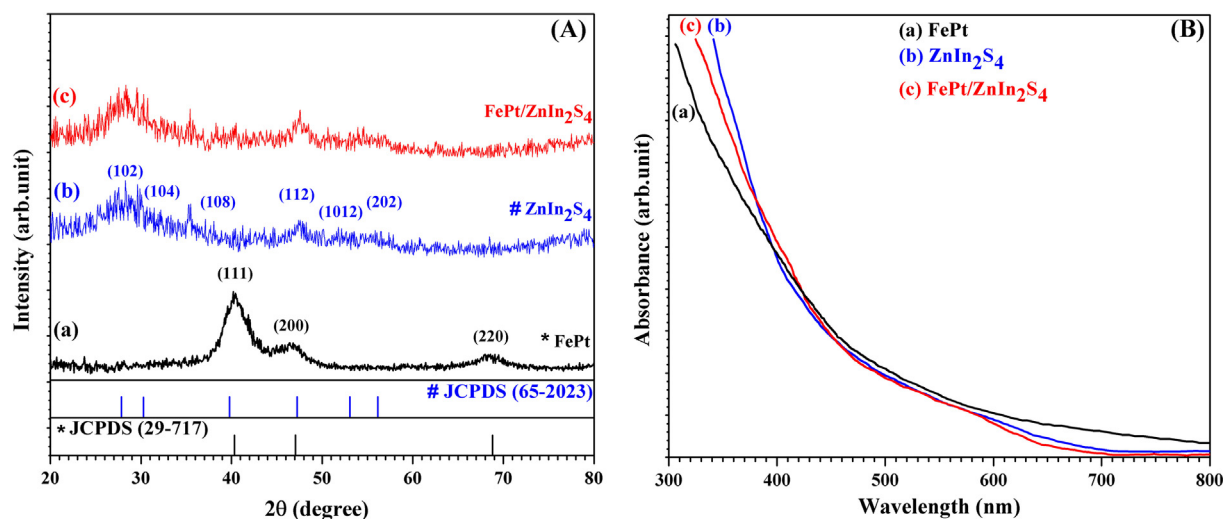 (A)
(c)
FePt/ZnIn2S4
(102)
(104)
(108)
(112)
(1012)
(202)
(b)
# ZnIn2S4
(111)
(200)
(220)
(a)
* FePt
# JCPDS (65-2023)
* JCPDS (29-717)
20 30 40 50 60 70 80
2θ (degree)
Intensity (arb.unit)
(B)
(c) (b)
(a)
(a) FePt
(b) ZnIn2S4
(c) FePt/ZnIn2S4
300 400 500 600 700 800
Wavelength (nm)
Absorbance (arb.unit)